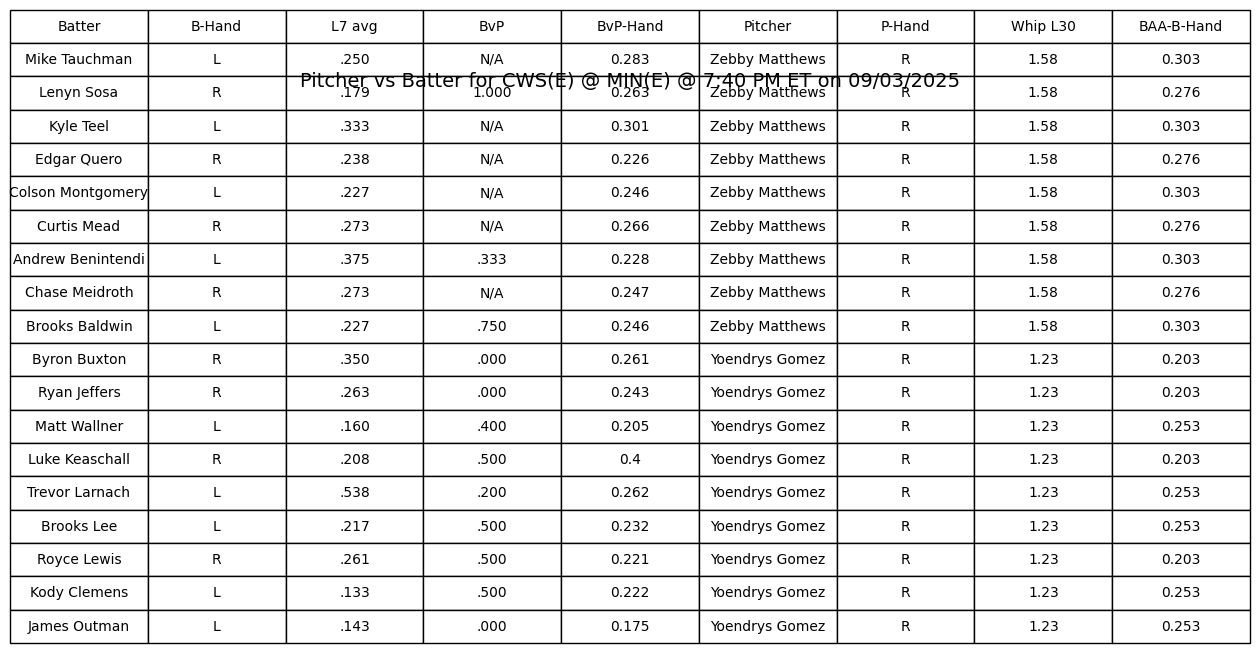 Batter B-Hand L7 avg BvP BvP-Hand Pitcher P-Hand Whip L30 BAA-B-Hand
Mike Tauchman L .250 N/A 0.283 Zebby Matthews R 1.58 0.303
Pitcher vs Batter for CWS(E) @ MIN(E) @ 7:40 PM ET on 09/03/2025
Lenyn Sosa R .179 1.000 0.263 Zebby Matthews R 1.58 0.276
Kyle Teel L .333 N/A 0.301 Zebby Matthews R 1.58 0.303
Edgar Quero R .238 N/A 0.226 Zebby Matthews R 1.58 0.276
Colson Montgomery L .227 N/A 0.246 Zebby Matthews R 1.58 0.303
Curtis Mead R .273 N/A 0.266 Zebby Matthews R 1.58 0.276
Andrew Benintendi L .375 .333 0.228 Zebby Matthews R 1.58 0.303
Chase Meidroth R .273 N/A 0.247 Zebby Matthews R 1.58 0.276
Brooks Baldwin L .227 .750 0.246 Zebby Matthews R 1.58 0.303
Byron Buxton R .350 .000 0.261 Yoendrys Gomez R 1.23 0.203
Ryan Jeffers R .263 .000 0.243 Yoendrys Gomez R 1.23 0.203
Matt Wallner L .160 .400 0.205 Yoendrys Gomez R 1.23 0.253
Luke Keaschall R .208 .500 0.4 Yoendrys Gomez R 1.23 0.203
Trevor Larnach L .538 .200 0.262 Yoendrys Gomez R 1.23 0.253
Brooks Lee L .217 .500 0.232 Yoendrys Gomez R 1.23 0.253
Royce Lewis R .261 .500 0.221 Yoendrys Gomez R 1.23 0.203
Kody Clemens L .133 .500 0.222 Yoendrys Gomez R 1.23 0.253
James Outman L .143 .000 0.175 Yoendrys Gomez R 1.23 0.253